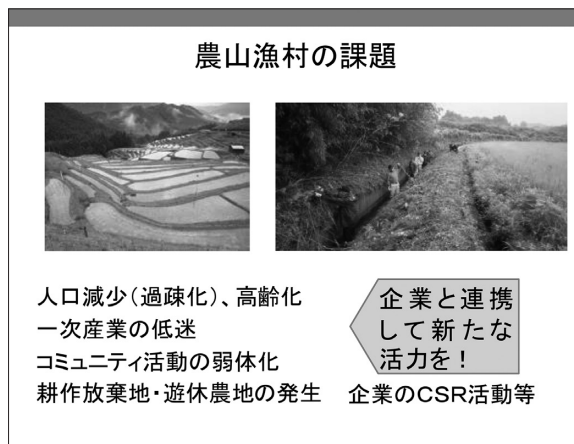 農山漁村の課題
人口減少（過疎化）、高齢化
一次産業の低迷
コミュニティ活動の弱体化
耕作放棄地・遊休農地の発生
企業と連携
して新たな
活力を！
企業のCSR活動等